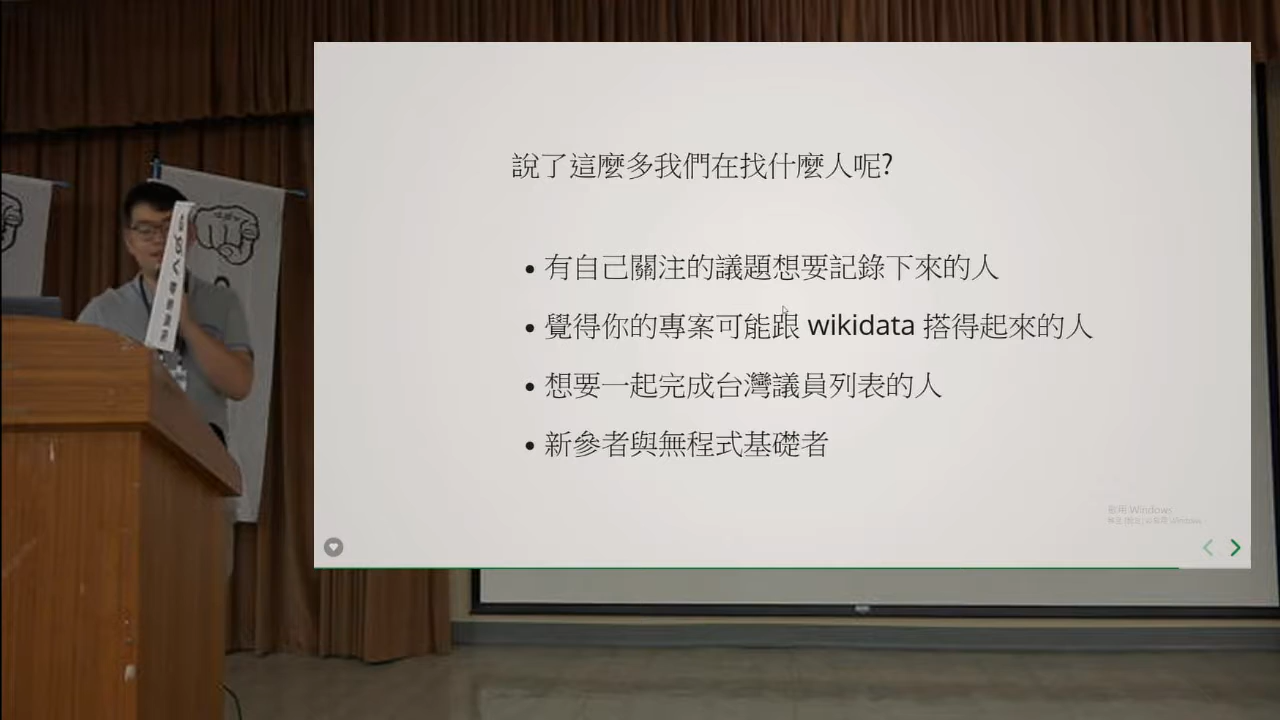 說了這麼多我們在找什麼人呢?
有自己關注的議題想要記錄下來的人
覺得你的專案可能跟 wikidata 搭得起來的人
想要一起完成台灣議員列表的人
新參者與無程式基礎者
啟用 Windows